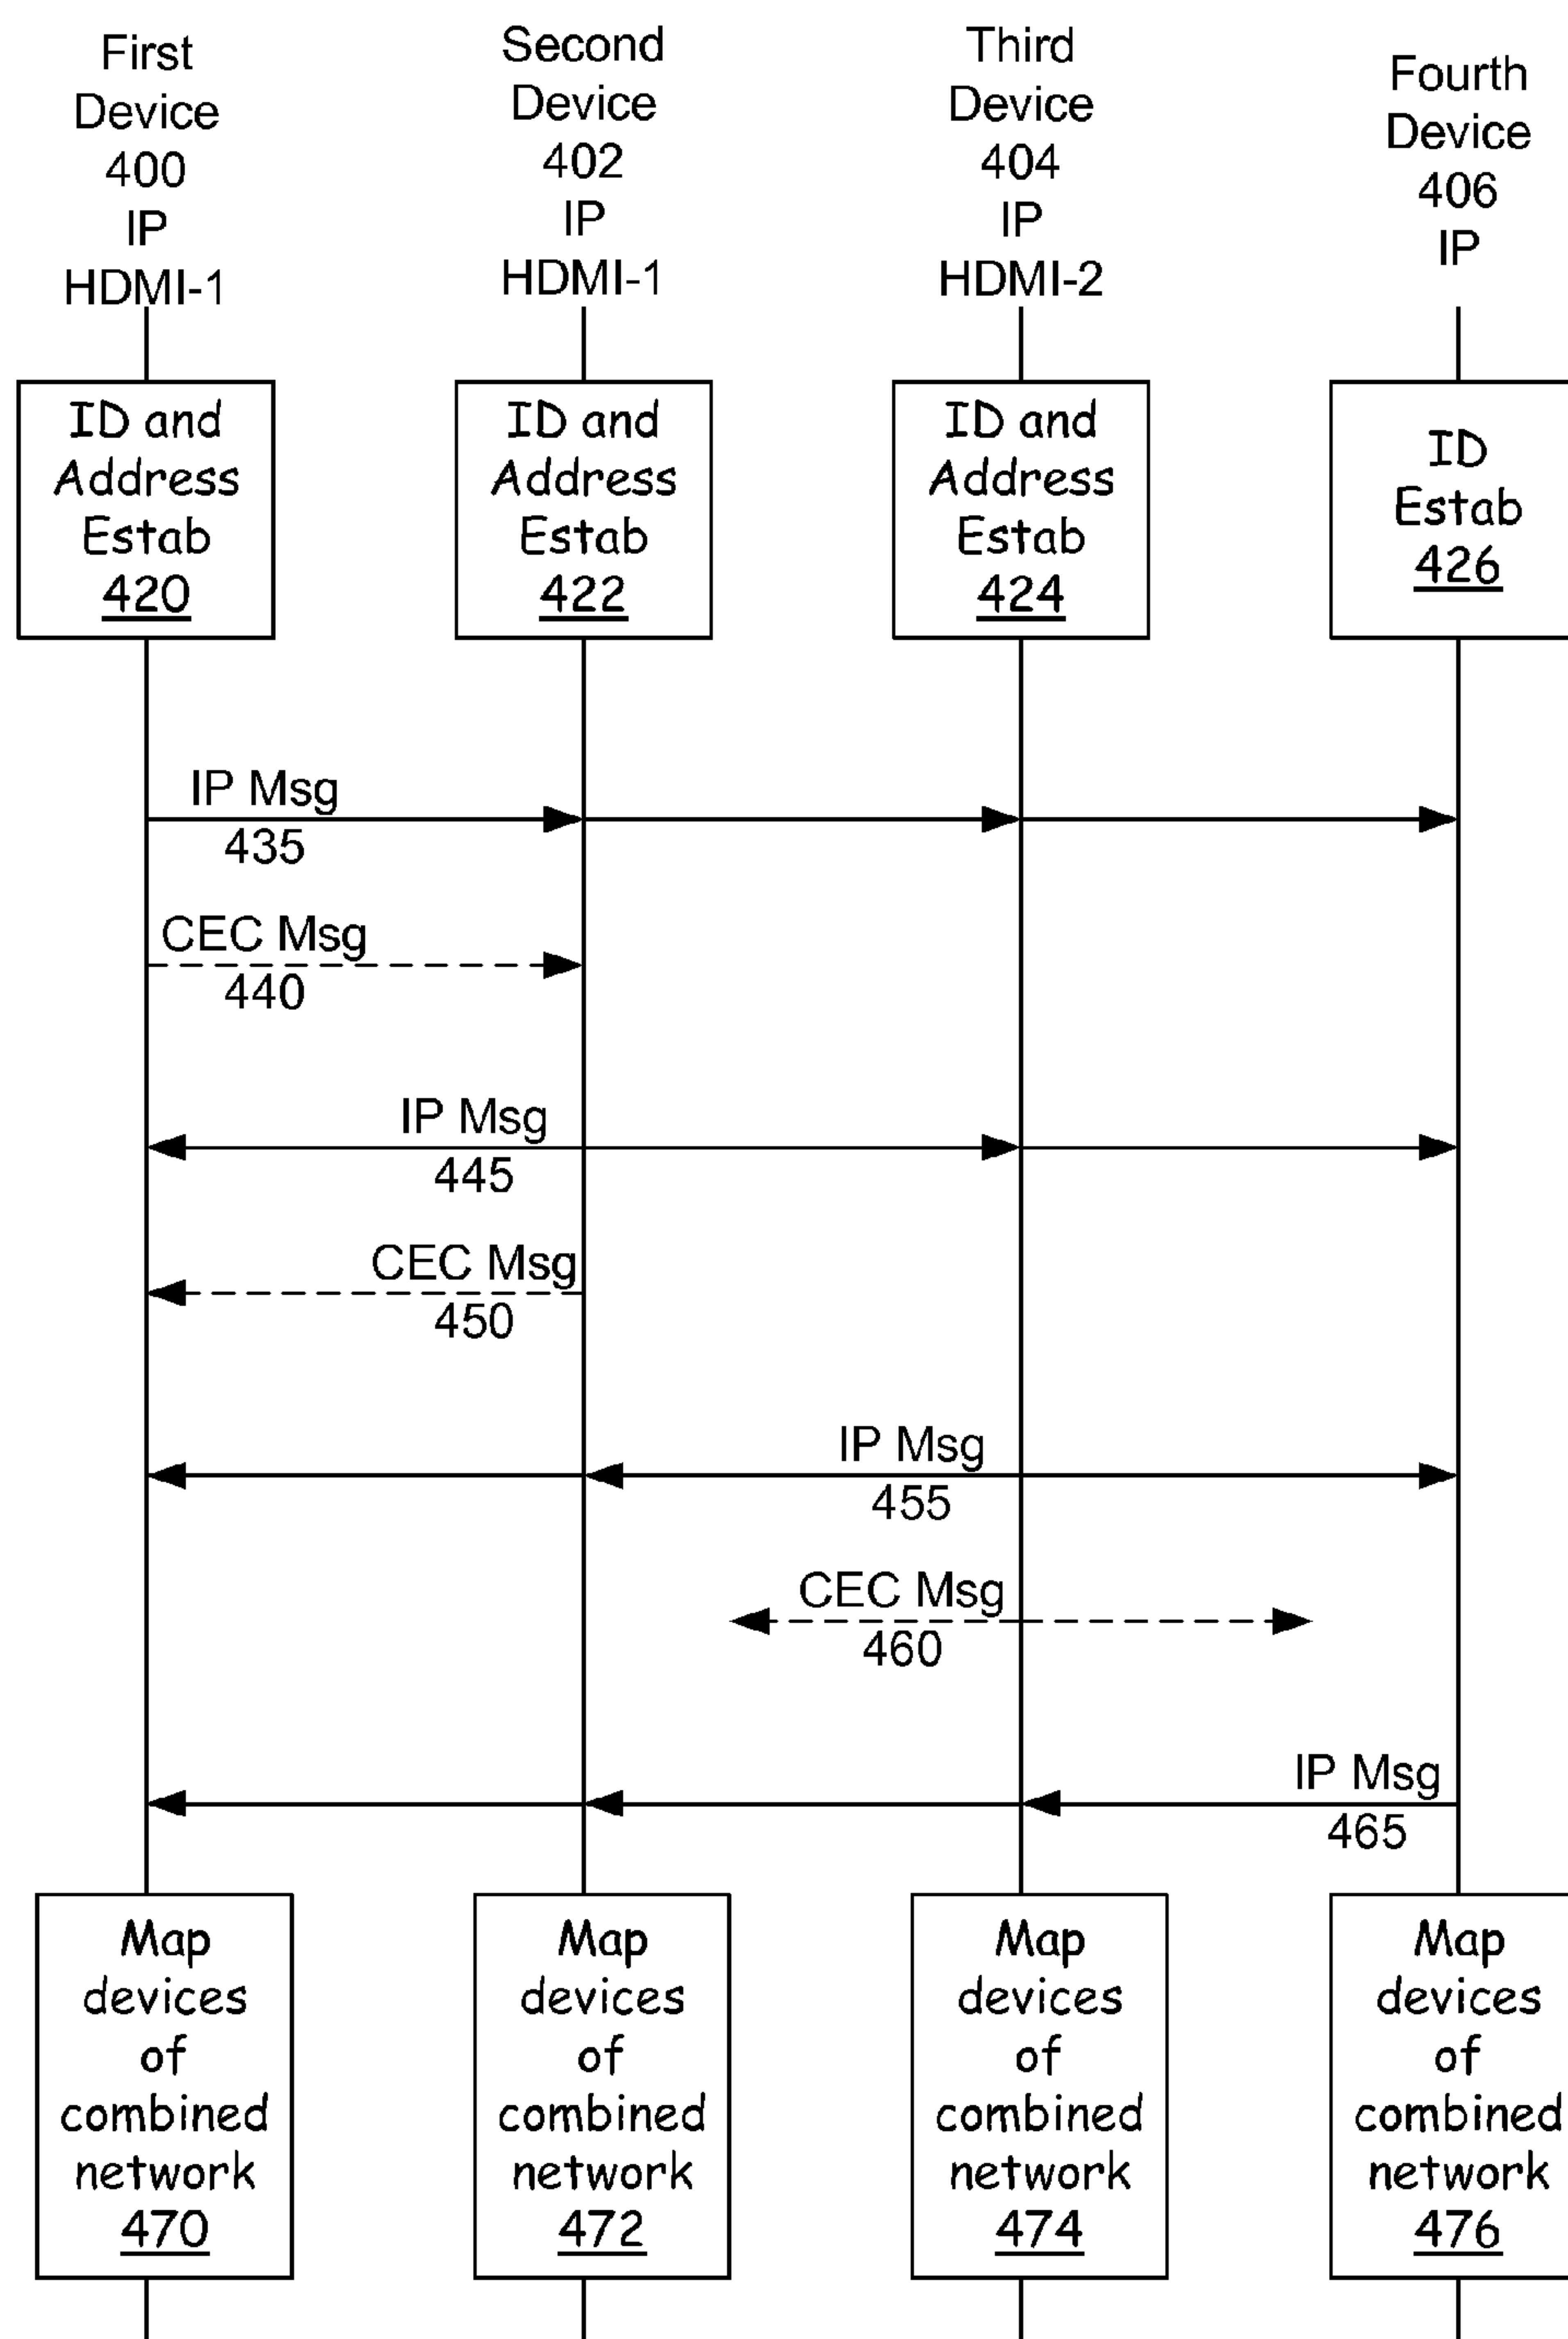 First
Device
400
IP
HDMI-1
Second
Device
402
IP
HDMI-1
Third
Device
404
IP
HDMI-2
Fourth
Device
406
IP
ID and
Address
Estab
420
ID and
Address
Estab
422
ID and
Address
Estab
424
ID
Estab
426
IP Msg
435
CEC Msg
440
IP Msg
445
CEC Msg
450
IP Msg
455
CEC Msg
460
IP Msg
465
Map
devices
of
combined
network
470
Map
devices
of
combined
network
472
Map
devices
of
combined
network
474
Map
devices
of
combined
network
476